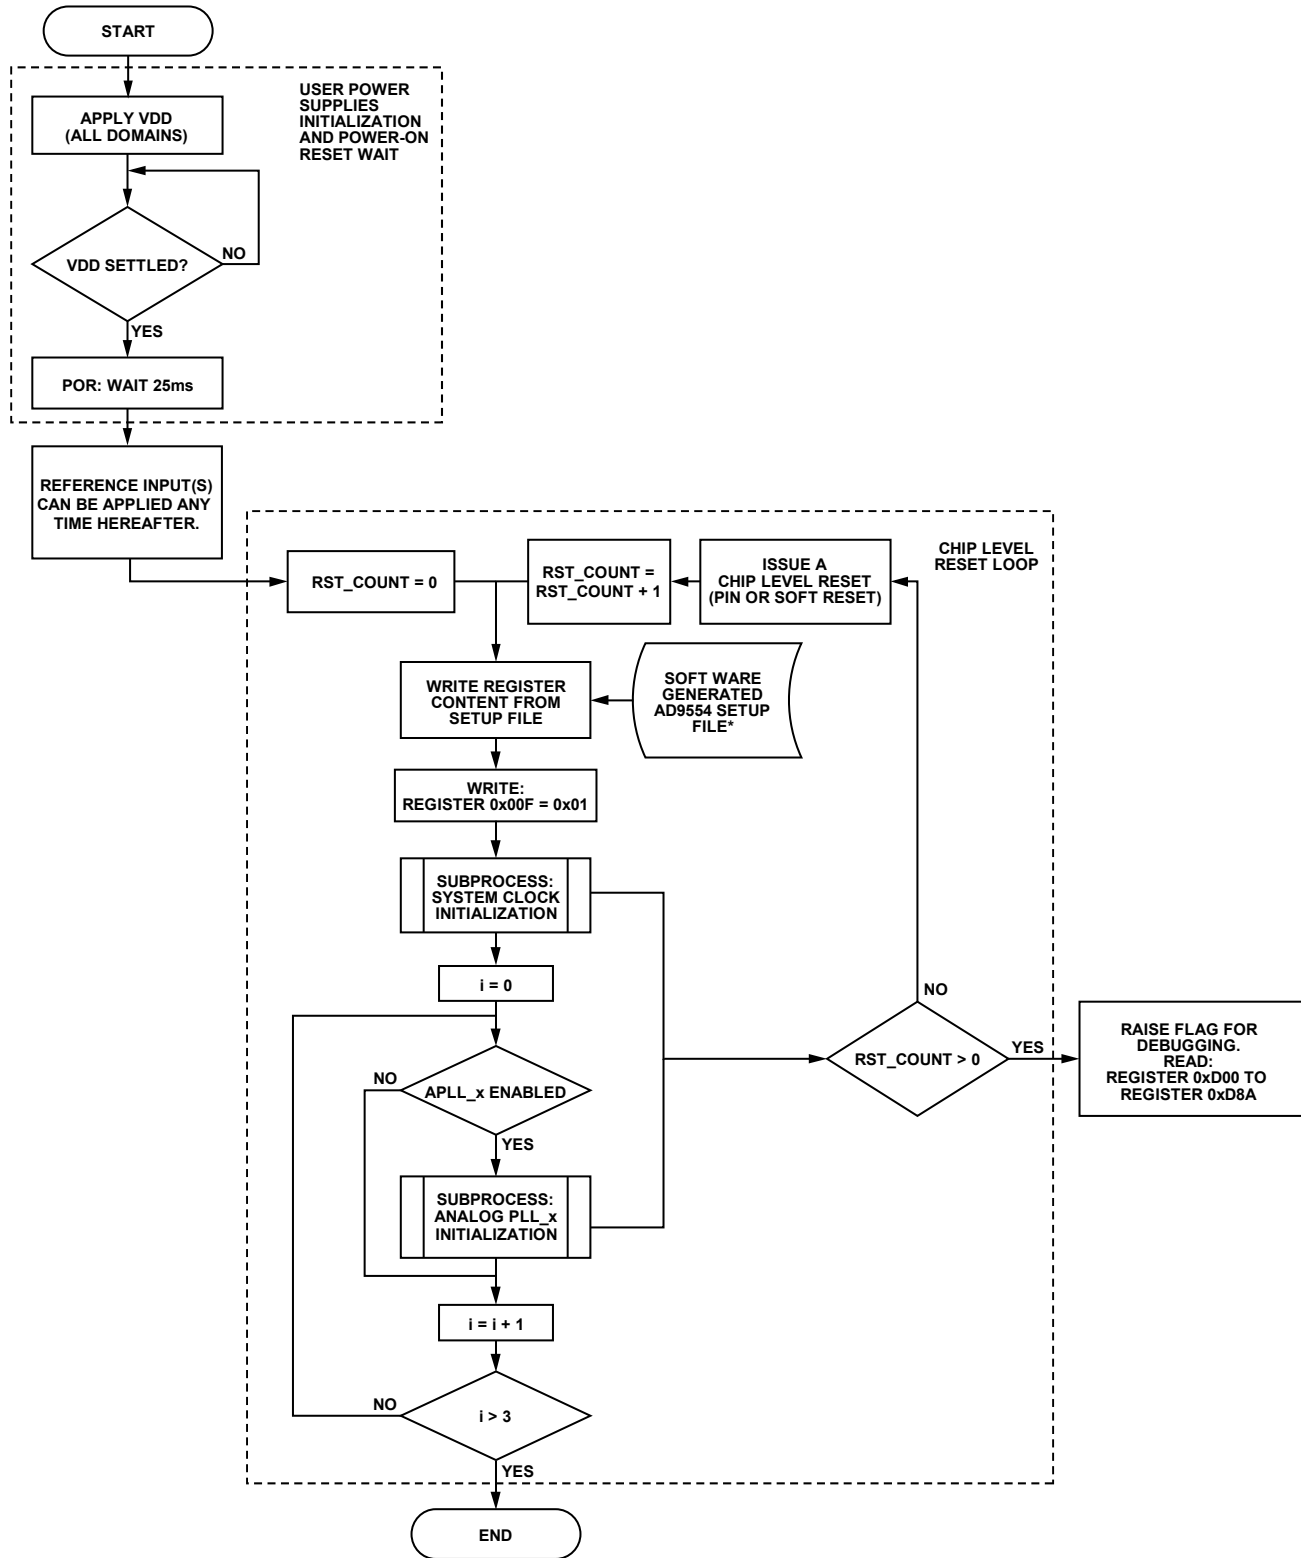 START
USER POWER
SUPPLIES
INITIALIZATION
AND POWER-ON
RESET WAIT
APPLY VDD
(ALL DOMAINS)
VDD SETTLED?
NO
YES
POR: WAIT 25ms
REFERENCE INPUT(S)
CAN BE APPLIED ANY
TIME HEREAFTER.
CHIP LEVEL
RESET LOOP
RST_COUNT = 0
RST_COUNT =
RST_COUNT + 1
ISSUE A
CHIP LEVEL RESET
(PIN OR SOFT RESET)
WRITE REGISTER
CONTENT FROM
SETUP FILE
SOFT WARE
GENERATED
AD9554 SETUP
FILE*
WRITE:
REGISTER 0x00F = 0x01
SUBPROCESS:
SYSTEM CLOCK
INITIALIZATION
i = 0
NO
APLL_x ENABLED
YES
RST_COUNT > 0
NO
YES
RAISE FLAG FOR
DEBUGGING.
READ:
REGISTER 0xD00 TO
REGISTER 0xD8A
SUBPROCESS:
ANALOG PLL_x
INITIALIZATION
i = i + 1
NO
i > 3
YES
END